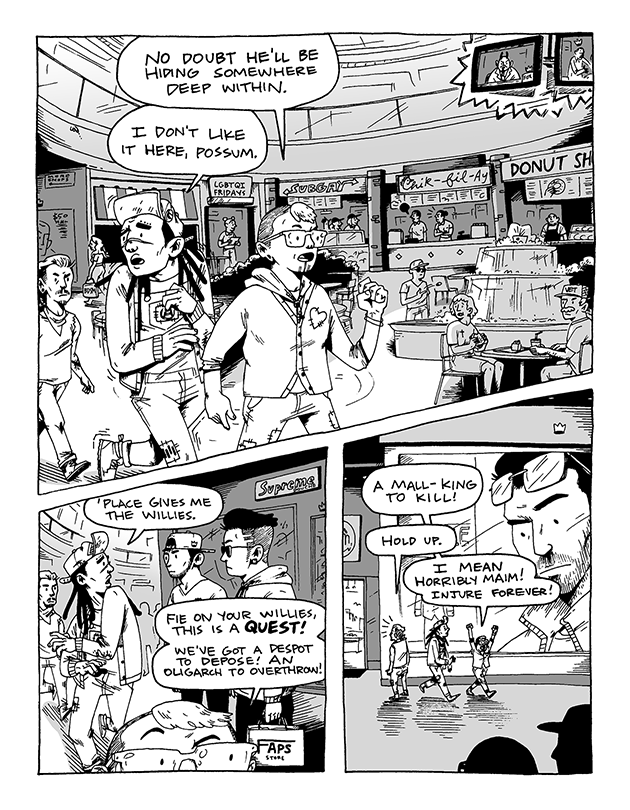 NO DOUBT HE'LL BE
HIDING SOMEWHERE
DEEP WITHIN.
I DON'T LIKE
IT HERE, POSSUM.
LGBTQI
FRIDAYS
SUBGAY
Chik-fil-Ay
DONUT SH
VET
'PLACE GIVES ME
THE WILLIES.
Supreme
FIE ON YOUR WILLIES,
THIS IS A QUEST!
WE'VE GOT A DESPOT
TO DEPOSE! AN
OLIGARCH TO OVERTHROW!
FAPS
STORE
A MALL-KING
TO KILL!
HOLD UP.
I MEAN
HORRIBLY MAIM!
INJURE FOREVER!